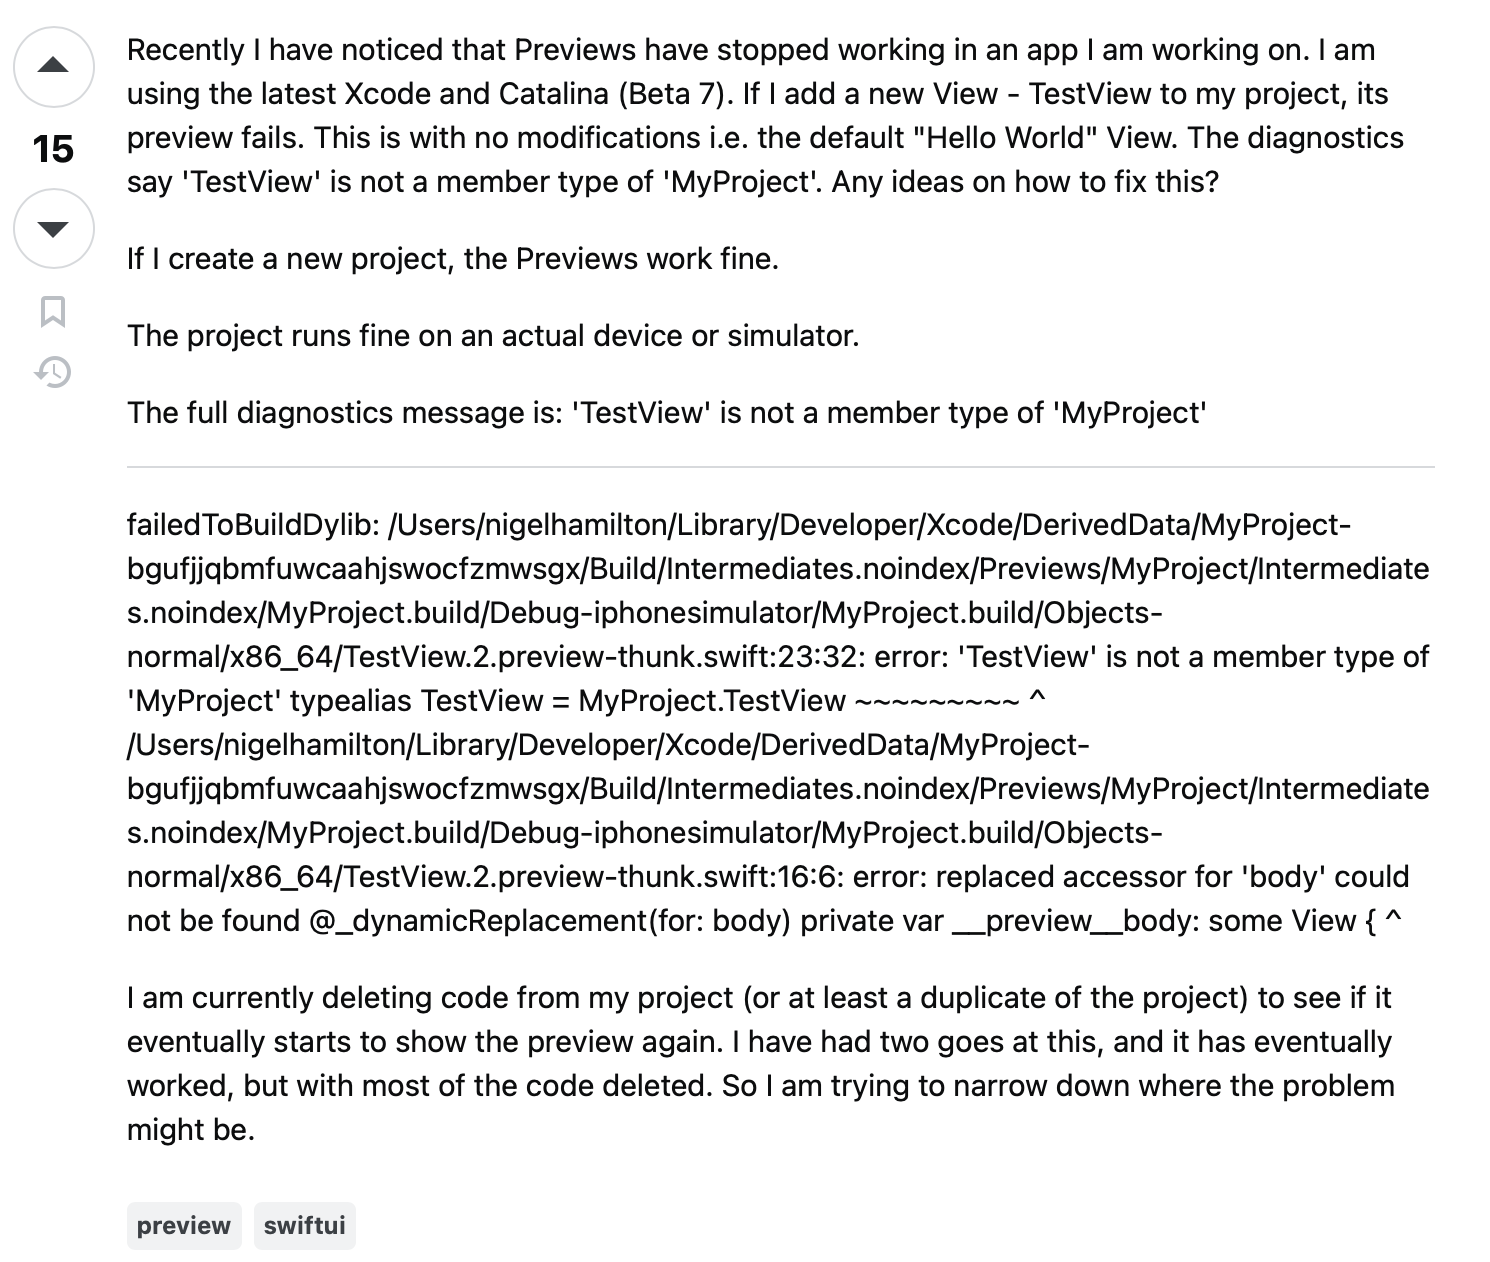 Recently I have noticed that Previews have stopped working in an app I am working on. I am
using the latest Xcode and Catalina (Beta 7). If I add a new View - TestView to my project, its
15
preview fails. This is with no modifications i.e. the default "Hello World" View. The diagnostics
say 'TestView' is not a member type of 'MyProject'. Any ideas on how to fix this?
If I create a new project, the Previews work fine.
The project runs fine on an actual device or simulator.
The full diagnostics message is: 'TestView' is not a member type of 'MyProject'
failedToBuildDylib: /Users/nigelhamilton/Library/Developer/Xcode/DerivedData/MyProject-
bgufjjqbmfuwcaahjswocfzmwsgx/Build/Intermediates.noindex/Previews/MyProject/Intermediate
s.noindex/MyProject.build/Debug-iphonesimulator/MyProject.build/Objects-
normal/x86_64/TestView.2.preview-thunk.swift:23:32: error: 'TestView' is not a member type of
'MyProject' typealias TestView = MyProject.TestView ~~~~~~~~~ ^
/Users/nigelhamilton/Library/Developer/Xcode/DerivedData/MyProject-
bgufjjqbmfuwcaahjswocfzmwsgx/Build/Intermediates.noindex/Previews/MyProject/Intermediate
s.noindex/MyProject.build/Debug-iphonesimulator/MyProject.build/Objects-
normal/x86_64/TestView.2.preview-thunk.swift:16:6: error: replaced accessor for 'body' could
not be found @_dynamicReplacement(for: body) private var __preview__body: some View { ^
I am currently deleting code from my project (or at least a duplicate of the project) to see if it
eventually starts to show the preview again. I have had two goes at this, and it has eventually
worked, but with most of the code deleted. So I am trying to narrow down where the problem
might be.
preview swiftui